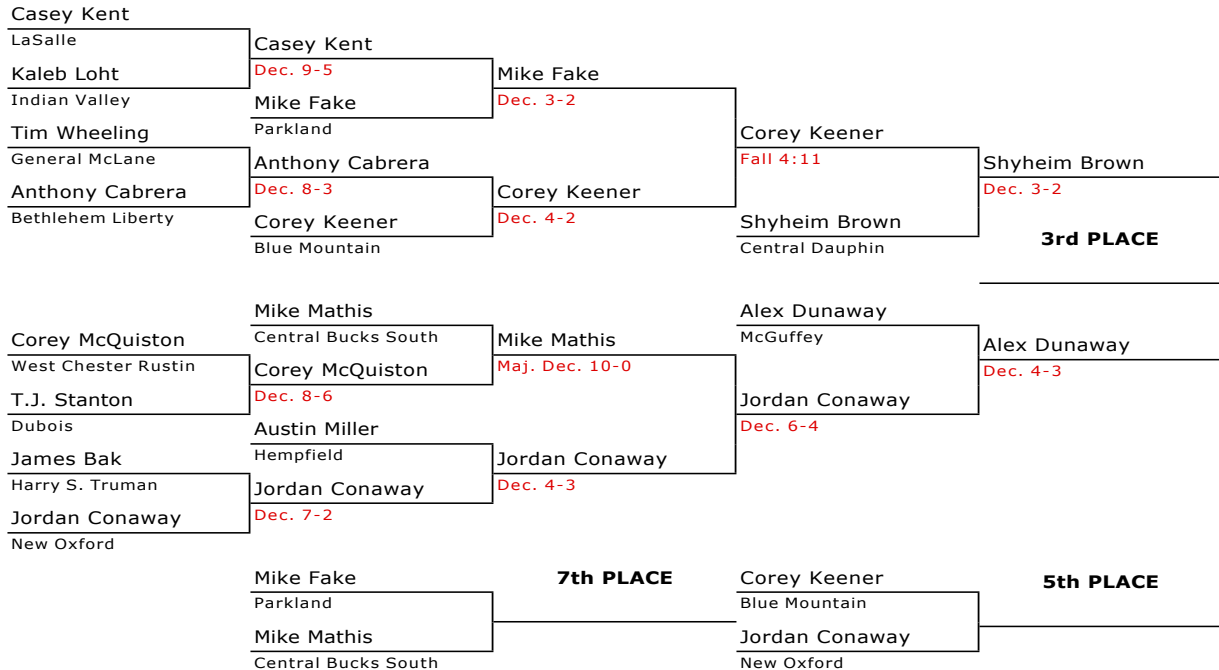 Casey Kent
LaSalle
Kaleb Loht
Indian Valley
Tim Wheeling
General McLane
Anthony Cabrera
Bethlehem Liberty
Casey Kent
Dec. 9-5
Mike Fake
Parkland
Anthony Cabrera
Dec. 8-3
Corey Keener
Blue Mountain
Mike Fake
Dec. 3-2
Corey Keener
Dec. 4-2
Corey Keener
Fall 4:11
Shyheim Brown
Central Dauphin
Shyheim Brown
Dec. 3-2
3rd PLACE
Corey McQuiston
West Chester Rustin
T.J. Stanton
Dubois
James Bak
Harry S. Truman
Jordan Conaway
New Oxford
Mike Mathis
Central Bucks South
Corey McQuiston
Dec. 8-6
Austin Miller
Hempfield
Jordan Conaway
Dec. 7-2
Mike Mathis
Maj. Dec. 10-0
Jordan Conaway
Dec. 4-3
Alex Dunaway
McGuffey
Jordan Conaway
Dec. 6-4
Alex Dunaway
Dec. 4-3
Mike Fake
Parkland
Mike Mathis
Central Bucks South
7th PLACE
Corey Keener
Blue Mountain
Jordan Conaway
New Oxford
5th PLACE